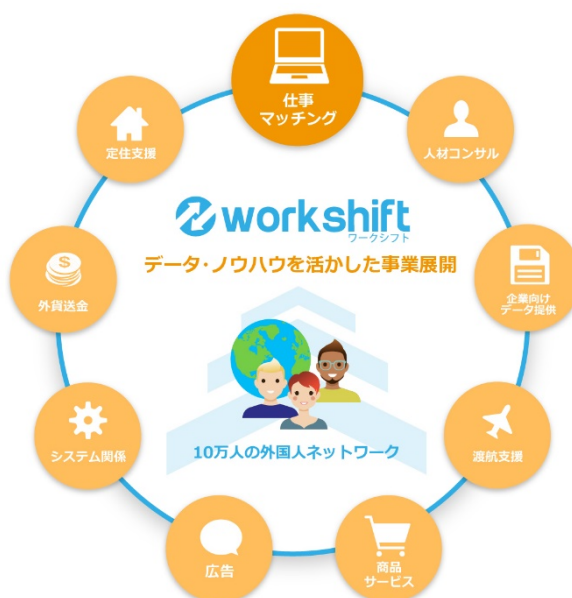 仕事
マッチング
定住支援
人材コンサル
workshift
ワークシフト
データ・ノウハウを活かした事業展開
$
外貨送金
企業向け
データ提供
10万人の外国人ネットワーク
システム関係
渡航支援
広告
商品
サービス